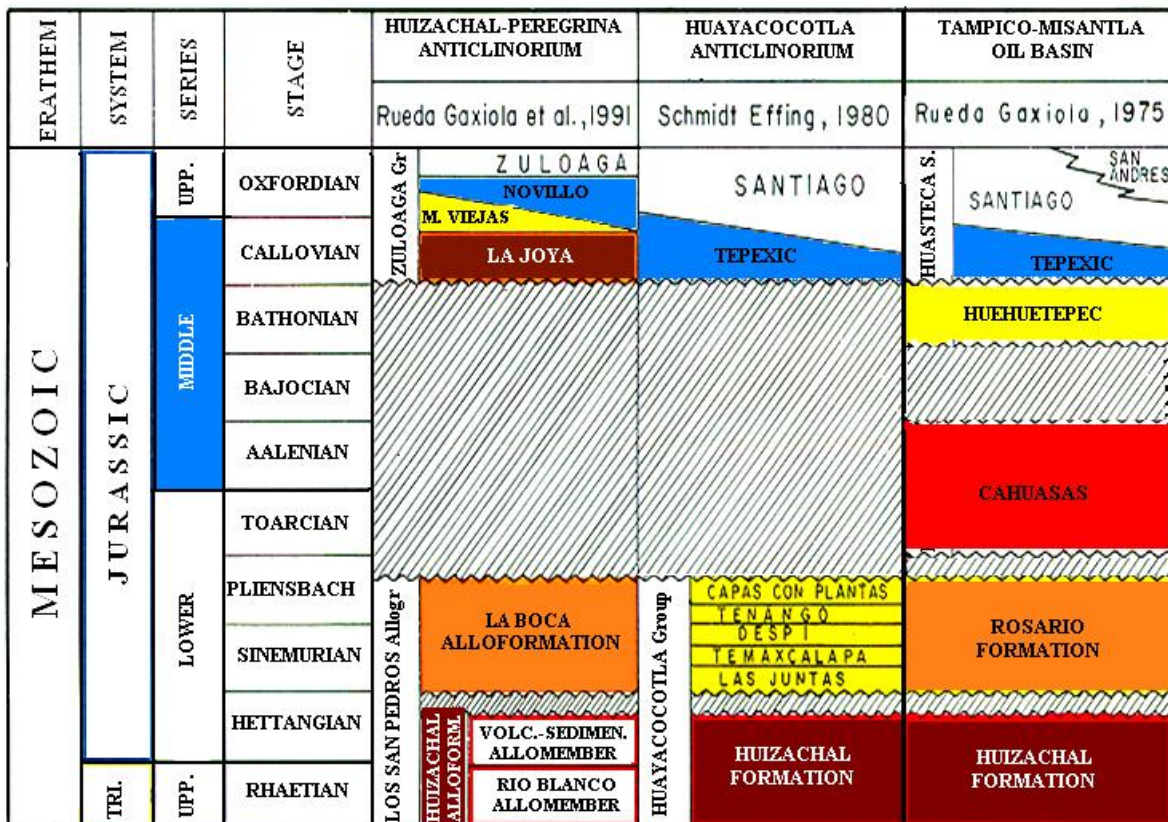 ERATHEM
SYSTEM
SERIES
STAGE
HUIZACHAL-PEREGRINA
ANTICLINORIUM
HUAYACOCOTLA
ANTICLINORIUM
TAMPICO-MISANTLA
OIL BASIN
Rueda Gaxiola et al.,1991
Schmidt Effing, 1980
Rueda Gaxiola, 1975
MESOZOIC
JURASSIC
TRI.
UPP.
MIDDLE
LOWER
UPP.
OXFORDIAN
CALLOVIAN
BATHONIAN
BAJOCIAN
AALENIAN
TOARCIAN
PLIENSBACH
SINEMURIAN
HETTANGIAN
RHAETIAN
ZULOAGA Gr
ZULOAGA
NOVILLO
M. VIEJAS
LA JOYA
LOS SAN PEDROS Allogr
LA BOCA
ALLOFORMATION
HUIZACHAL
ALLOFORM.
VOLC.-SEDIMEN.
ALLOMEMBER
RIO BLANCO
ALLOMEMBER
SANTIAGO
TEPEXIC
HUAYACOCOTLA Group
CAPAS CON PLANTAS
TENANGO
DESPI
TEMAXCALAPA
LAS JUNTAS
HUIZACHAL
FORMATION
HUASTECA S.
SAN
ANDRES
SANTIAGO
TEPEXIC
HUEHUETEPEC
CAHUASAS
ROSARIO
FORMATION
HUIZACHAL
FORMATION